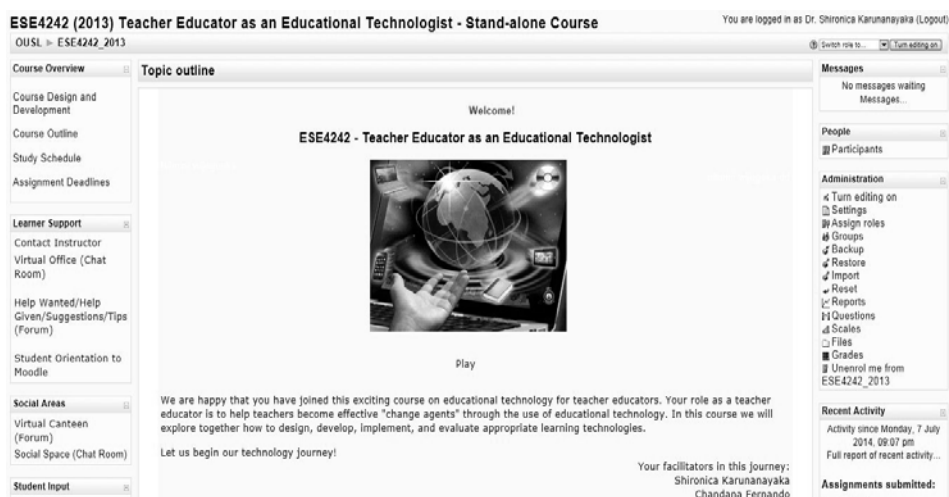 ESE4242 (2013) Teacher Educator as an Educational Technologist - Stand-alone Course
You are logged in as Dr. Shironica Karunanayaka (Logout)
OUSL ► ESE4242_2013
Switch role to...
Turn editing on
Course Overview
Course Design and
Development
Course Outline
Study Schedule
Assignment Deadlines
Learner Support
Contact Instructor
Virtual Office (Chat
Room)
Help Wanted/Help
Given/Suggestions/Tips
(Forum)
Student Orientation to
Moodle
Social Areas
Virtual Canteen
(Forum)
Social Space (Chat Room)
Student Input
Topic outline
Welcome!
ESE4242 - Teacher Educator as an Educational Technologist
Play
We are happy that you have joined this exciting course on educational technology for teacher educators. Your role as a teacher
educator is to help teachers become effective "change agents" through the use of educational technology. In this course we will
explore together how to design, develop, implement, and evaluate appropriate learning technologies.
Let us begin our technology journey!
Your facilitators in this journey:
Shironica Karunanayaka
Chandana Fernando
Messages
No messages waiting
Messages...
People
Participants
Administration
Turn editing on
Settings
Assign roles
Groups
Backup
Restore
Import
Reset
Reports
Questions
Scales
Files
Grades
Unenrol me from
ESE4242_2013
Recent Activity
Activity since Monday, 7 July
2014, 09:07 pm
Full report of recent activity...
Assignments submitted: